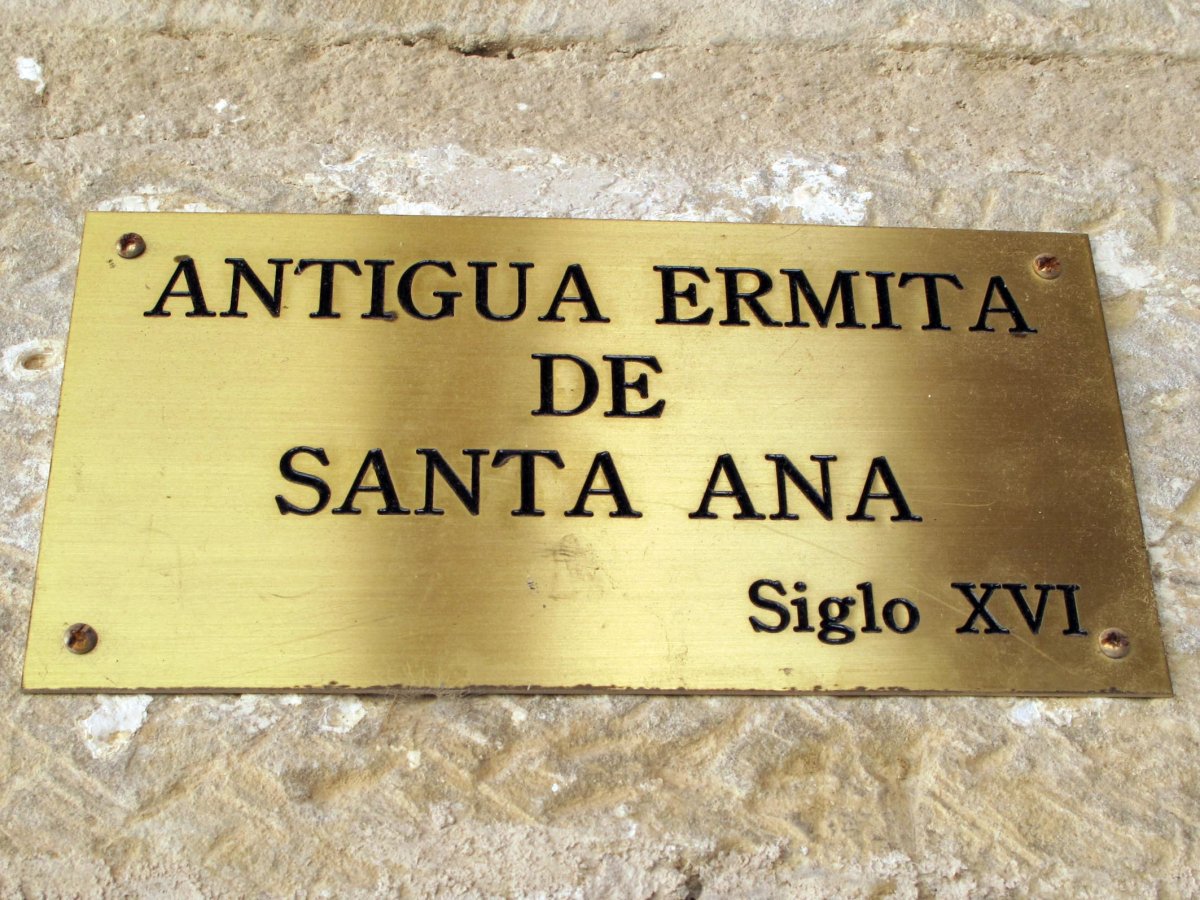 ANTIGUA ERMITA
DE
SANTA ANA
Siglo XVI